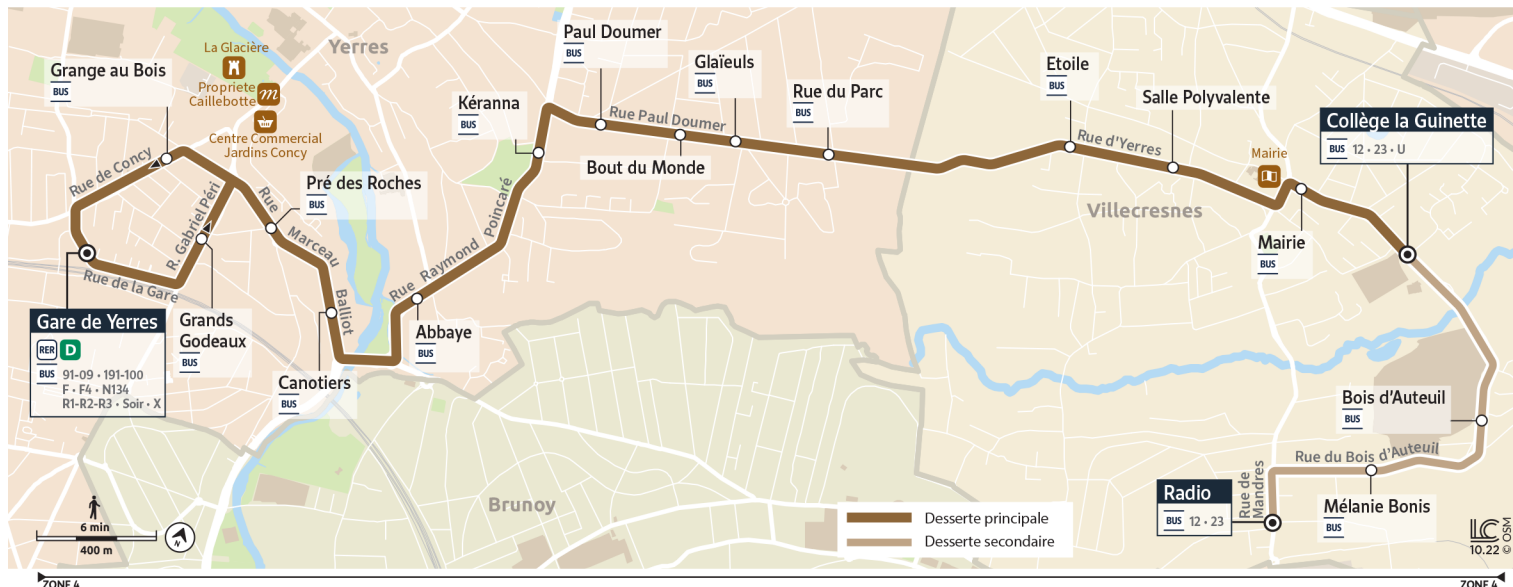 La Glacière
Yerres
Grange au Bois
BUS
Propriete
Caillebotte
m
Centre Commercial
Jardins Concy
Rue de Concy
R. Gabriel Péri
Rue
Marceau
Pré des Roches
BUS
Rue de la Gare
Gare de Yerres
RER D
BUS 91-09 • 191-100
F • F4 • N134
R1-R2-R3 • Soir • X
Grands
Godeaux
BUS
Balliot
Canotiers
BUS
Abbaye
BUS
Rue Raymond Poincaré
Kéranna
BUS
Paul Doumer
BUS
Rue Paul Doumer
Bout du Monde
Glaïeuls
BUS
Rue du Parc
BUS
Etoile
BUS
Rue d'Yerres
Salle Polyvalente
Villecresnes
Mairie
Mairie
BUS
Collège la Guinette
BUS 12 • 23 • U
Bois d'Auteuil
BUS
Rue du Bois d'Auteuil
Mélanie Bonis
BUS
Rue de
Mandres
Radio
BUS 12 • 23
Brunoy
Desserte principale
Desserte secondaire
6 min
400 m
N
LC
10.22 © OSM
ZONE 4
ZONE 4